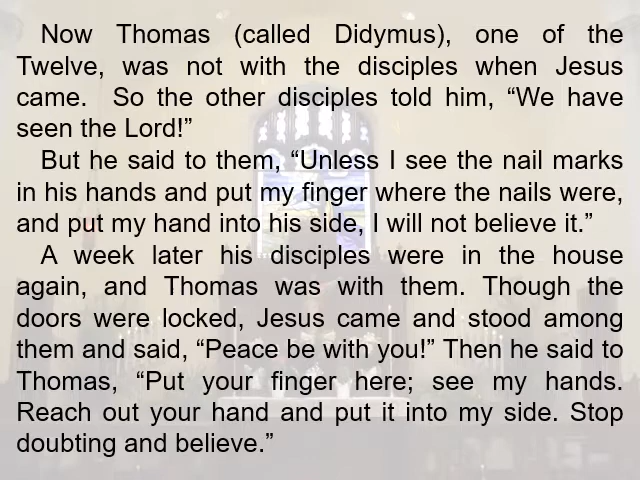 Now Thomas (called Didymus), one of the
Twelve, was not with the disciples when Jesus
came.  So the other disciples told him, “We have
seen the Lord!”
But he said to them, “Unless I see the nail marks
in his hands and put my finger where the nails were,
and put my hand into his side, I will not believe it.”
A week later his disciples were in the house
again, and Thomas was with them. Though the
doors were locked, Jesus came and stood among
them and said, “Peace be with you!” Then he said to
Thomas, “Put your finger here; see my hands.
Reach out your hand and put it into my side. Stop
doubting and believe.”